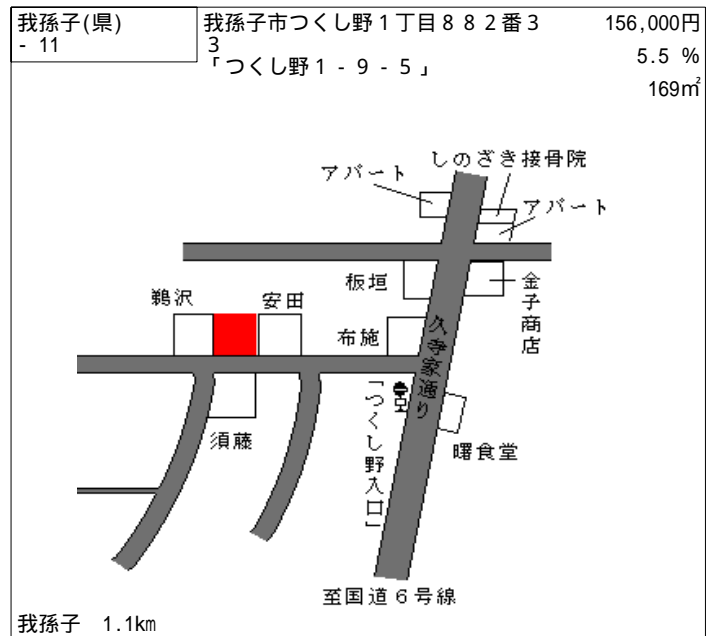 我孫子(県)
- 11
我孫子市つくし野１丁目８８２番３
３
「つくし野１－９－５」
156,000円
5.5 %
169㎡
しのざき接骨院
アパート
アパート
板垣
金子商店
鵜沢
安田
布施
久寺家通り
「つくし野入口」
須藤
曙食堂
至国道６号線
我孫子 1.1km